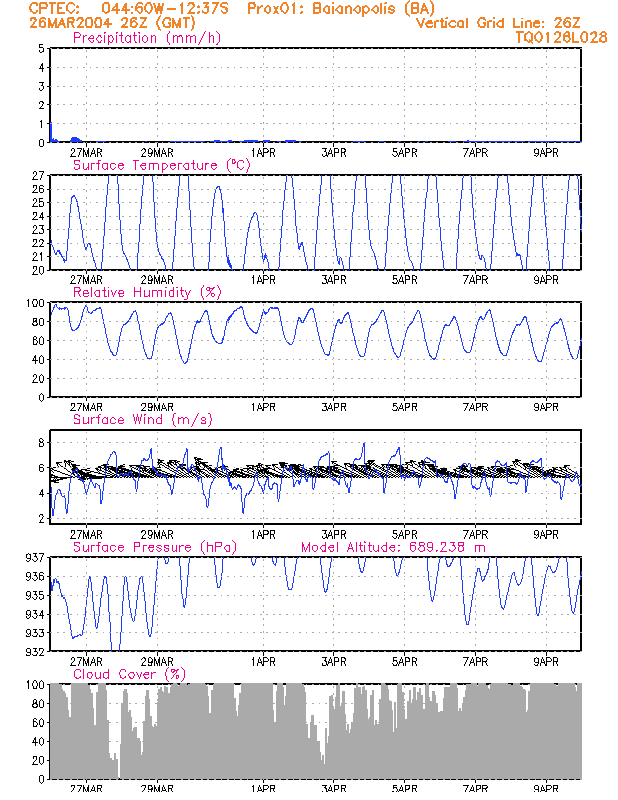 CPTEC: 044:60W-12:37S Prox01: Baianopolis (BA)
26MAR2004 26Z (GMT) Vertical Grid Line: 26Z
Precipitation (mm/h) TQ0126L028
5
4
3
2
1
0
27MAR 29MAR 1APR 3APR 5APR 7APR 9APR
Surface Temperature (°C)
27
26
25
24
23
22
21
20
27MAR 29MAR 1APR 3APR 5APR 7APR 9APR
Relative Humidity (%)
100
80
60
40
20
0
27MAR 29MAR 1APR 3APR 5APR 7APR 9APR
Surface Wind (m/s)
8
6
4
2
27MAR 29MAR 1APR 3APR 5APR 7APR 9APR
Surface Pressure (hPa) Model Altitude: 689.238 m
937
936
935
934
933
932
27MAR 29MAR 1APR 3APR 5APR 7APR 9APR
Cloud Cover (%)
100
80
60
40
20
0
27MAR 29MAR 1APR 3APR 5APR 7APR 9APR